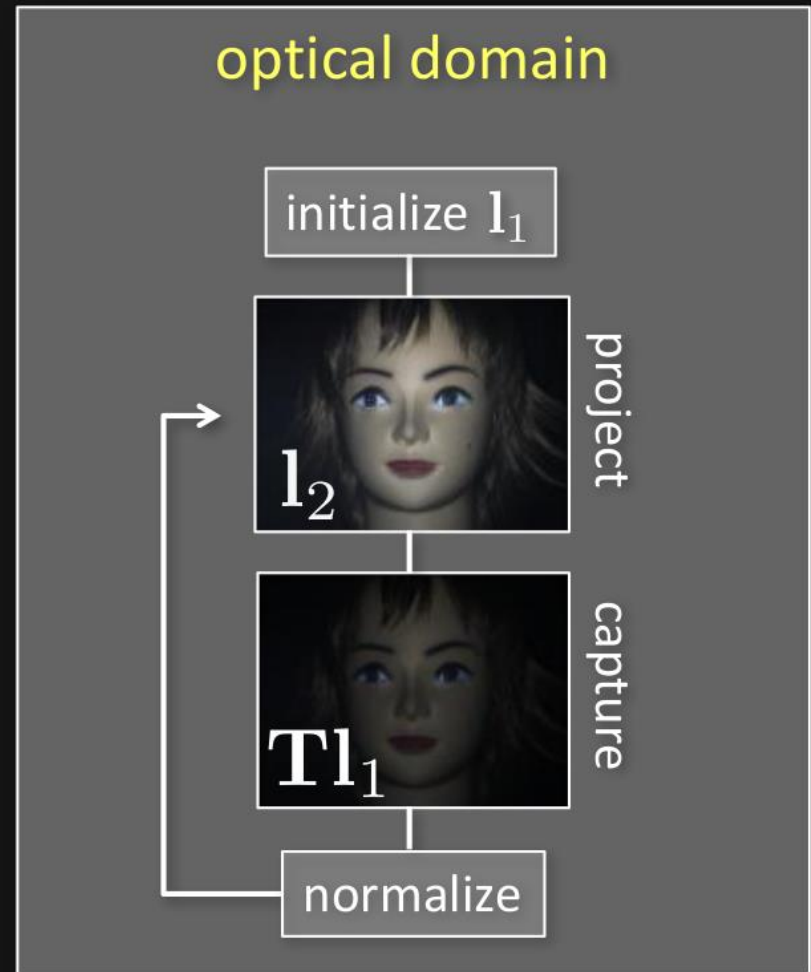 optical domain
initialize l₁
project
l₂
capture
Tl₁
normalize